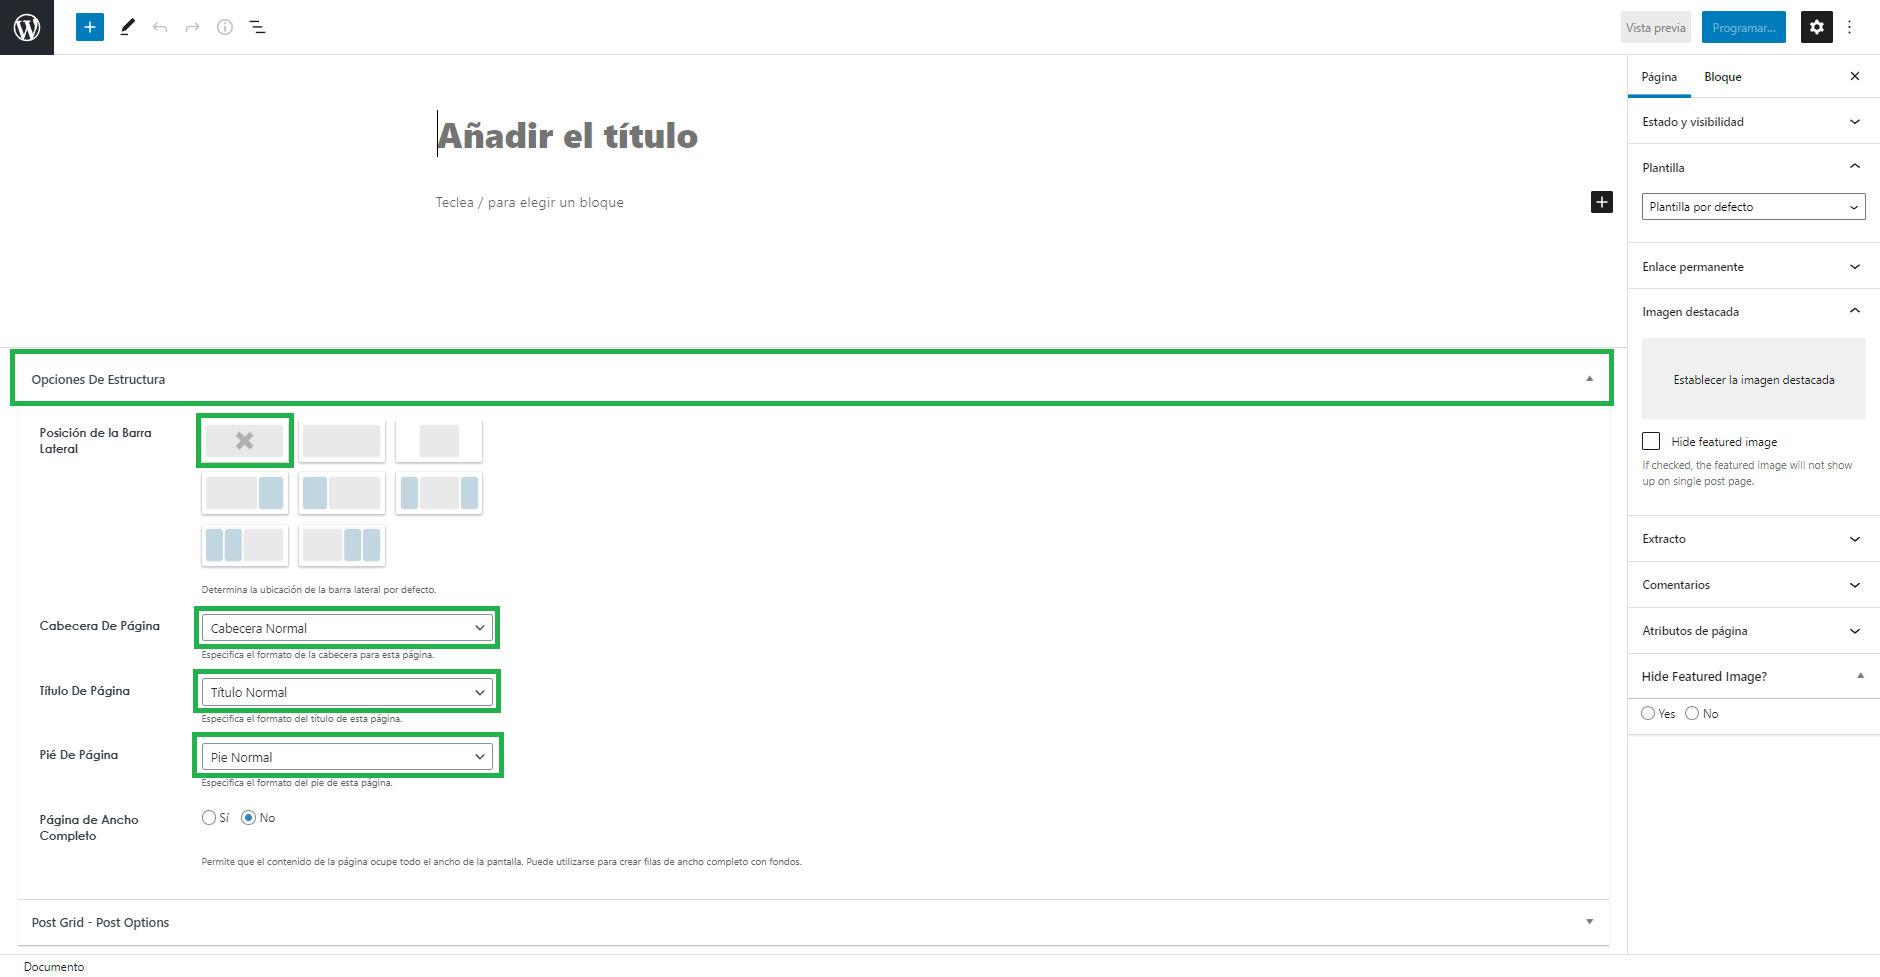 Vista previa
Programar...
Página
Bloque
Añadir el título
Teclea / para elegir un bloque
Estado y visibilidad
Plantilla
Plantilla por defecto
Enlace permanente
Imagen destacada
Establecer la imagen destacada
Hide featured image
If checked, the featured image will not show
up on single post page.
Extracto
Comentarios
Atributos de página
Hide Featured Image?
Yes
No
Opciones De Estructura
Posición de la Barra
Lateral
Determina la ubicación de la barra lateral por defecto.
Cabecera De Página
Cabecera Normal
Especifica el formato de la cabecera para esta página.
Título De Página
Título Normal
Especifica el formato del título de esta página.
Pié De Página
Pie Normal
Especifica el formato del pie de esta página.
Página de Ancho
Completo
Sí
No
Permite que el contenido de la página ocupe todo el ancho de la pantalla. Puede utilizarse para crear filas de ancho completo con fondos.
Post Grid - Post Options
Documento